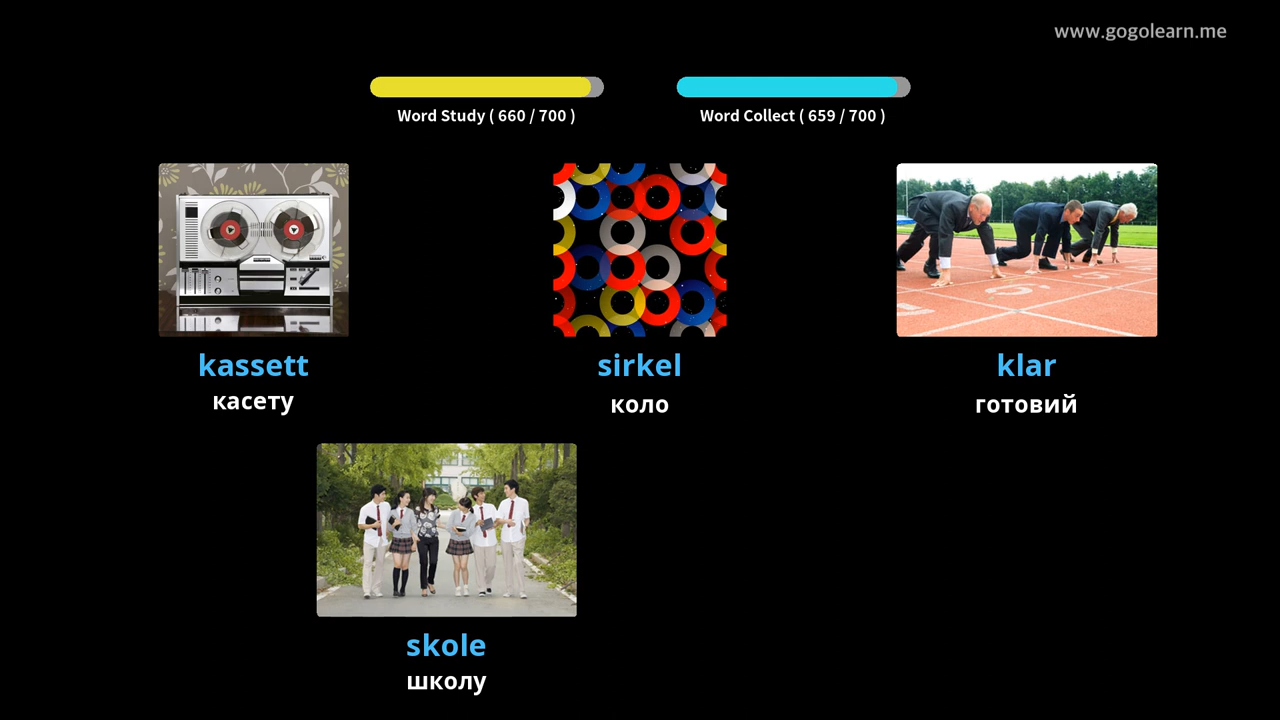 www.gogolearn.me
Word Study ( 660 / 700 )
Word Collect ( 659 / 700 )
kassett
касету
sirkel
коло
klar
готовий
skole
школу